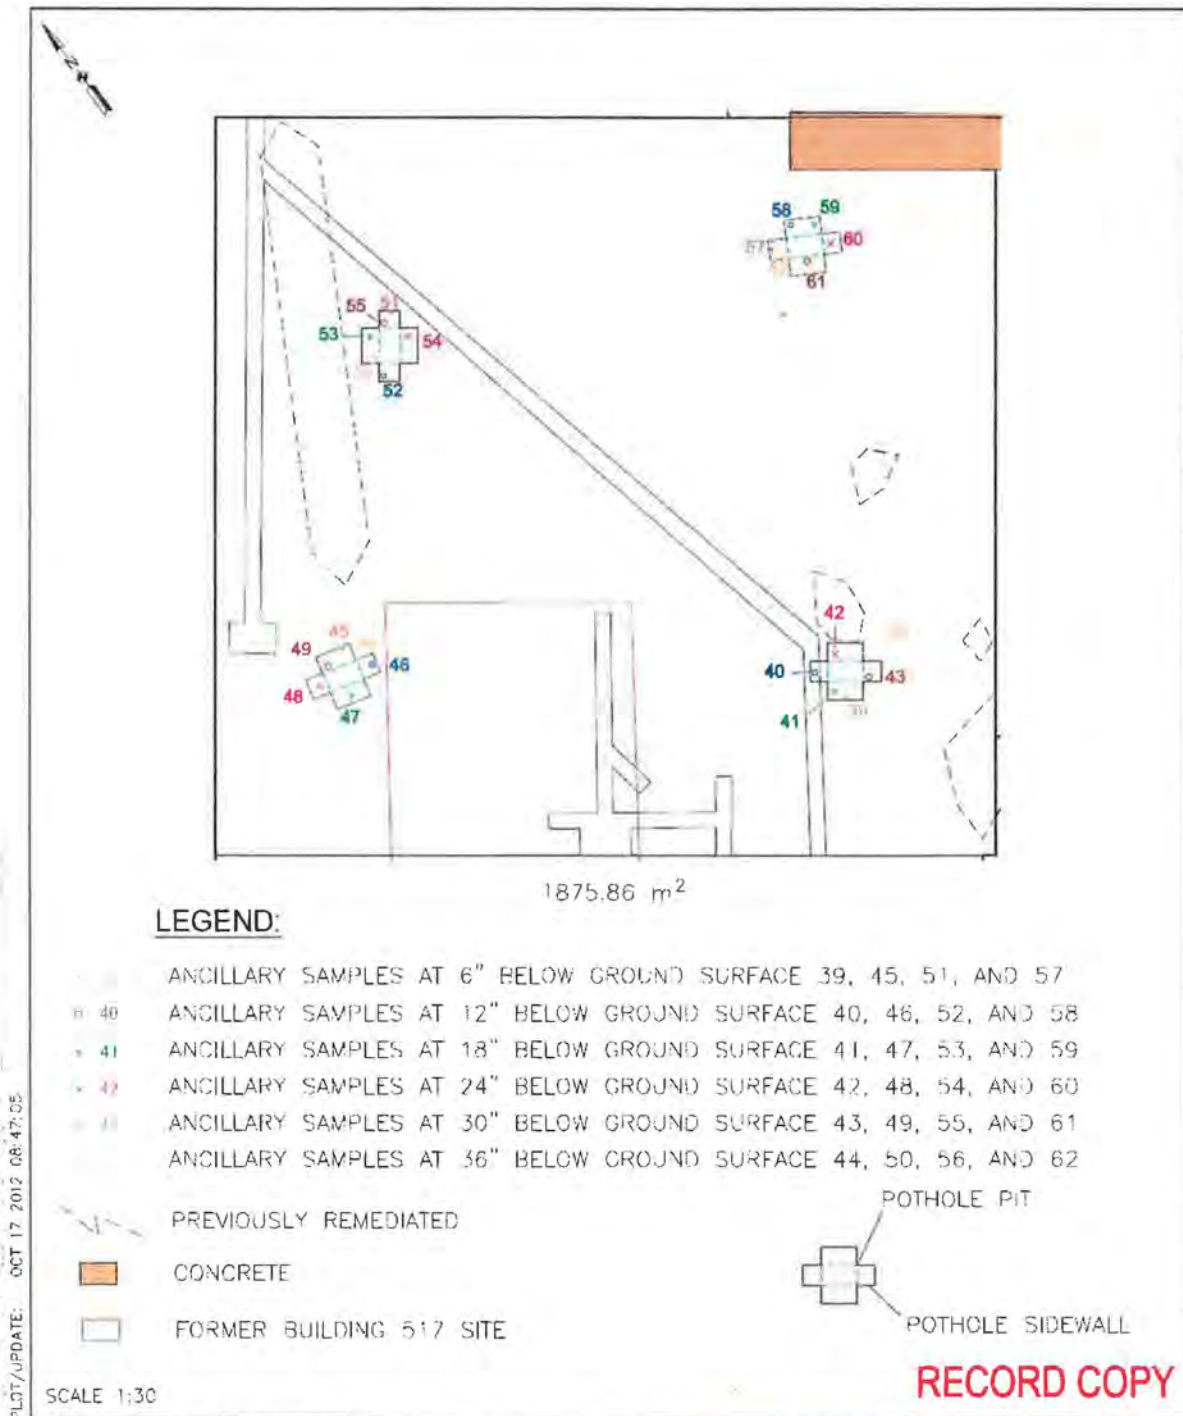 N
58
59
57
60
61
55
51
53
54
52
42
45
49
46
40
43
48
47
41
1875.86 m²
LEGEND:
ANCILLARY SAMPLES AT 6" BELOW GROUND SURFACE 39, 45, 51, AND 57
40 ANCILLARY SAMPLES AT 12" BELOW GROUND SURFACE 40, 46, 52, AND 58
41 ANCILLARY SAMPLES AT 18" BELOW GROUND SURFACE 41, 47, 53, AND 59
42 ANCILLARY SAMPLES AT 24" BELOW GROUND SURFACE 42, 48, 54, AND 60
ANCILLARY SAMPLES AT 30" BELOW GROUND SURFACE 43, 49, 55, AND 61
ANCILLARY SAMPLES AT 36" BELOW GROUND SURFACE 44, 50, 56, AND 62
PREVIOUSLY REMEDIATED
CONCRETE
FORMER BUILDING 517 SITE
POTHOLE PIT
POTHOLE SIDEWALL
RECORD COPY
SCALE 1:30
PLOT/UPDATE: OCT 17 2012 08:47:05